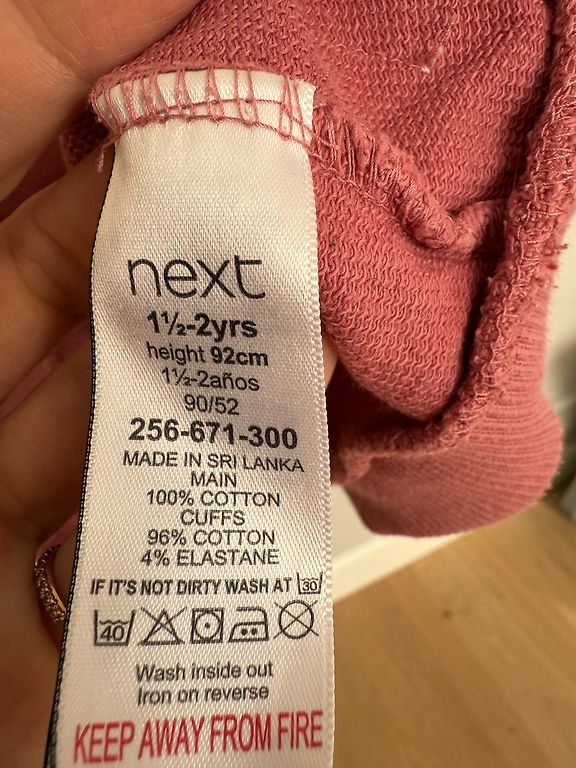 next
1½-2yrs
height 92cm
1½-2años
90/52
256-671-300
MADE IN SRI LANKA
MAIN
100% COTTON
CUFFS
96% COTTON
4% ELASTANE
IF IT'S NOT DIRTY WASH AT 30
40
Wash inside out
Iron on reverse
KEEP AWAY FROM FIRE